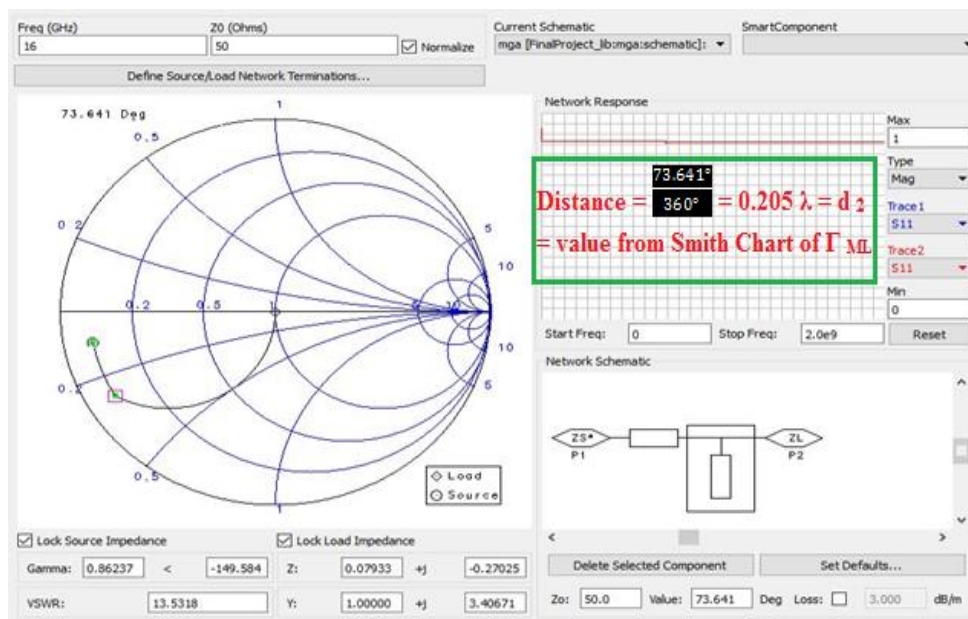 Freq (GHz) Z0 (Ohms) Current Schematic SmartComponent
16 50 Normalize mga [FinalProject_lib:mga:schematic]:
Define Source/Load Network Terminations...
73.641 Deg
1
0.5
0.2
5
10
0.2 0.5 1 5 10
10
5
0.2
0.5
1
Load
Source
Network Response
Max
1
Type
Mag
Trace1
S11
Trace2
S11
Min
0
Distance = 73.641° / 360° = 0.205 λ = d 2
= value from Smith Chart of Γ ML
Start Freq: 0 Stop Freq: 2.0e9 Reset
Network Schematic
ZS* ZL
P1 P2
Lock Source Impedance Lock Load Impedance
Gamma: 0.86237 < -149.584 Z: 0.07933 +j -0.27025
VSWR: 13.5318 Y: 1.00000 +j 3.40671
Delete Selected Component Set Defaults...
Zo: 50.0 Value: 73.641 Deg Loss: 3.000 dB/m